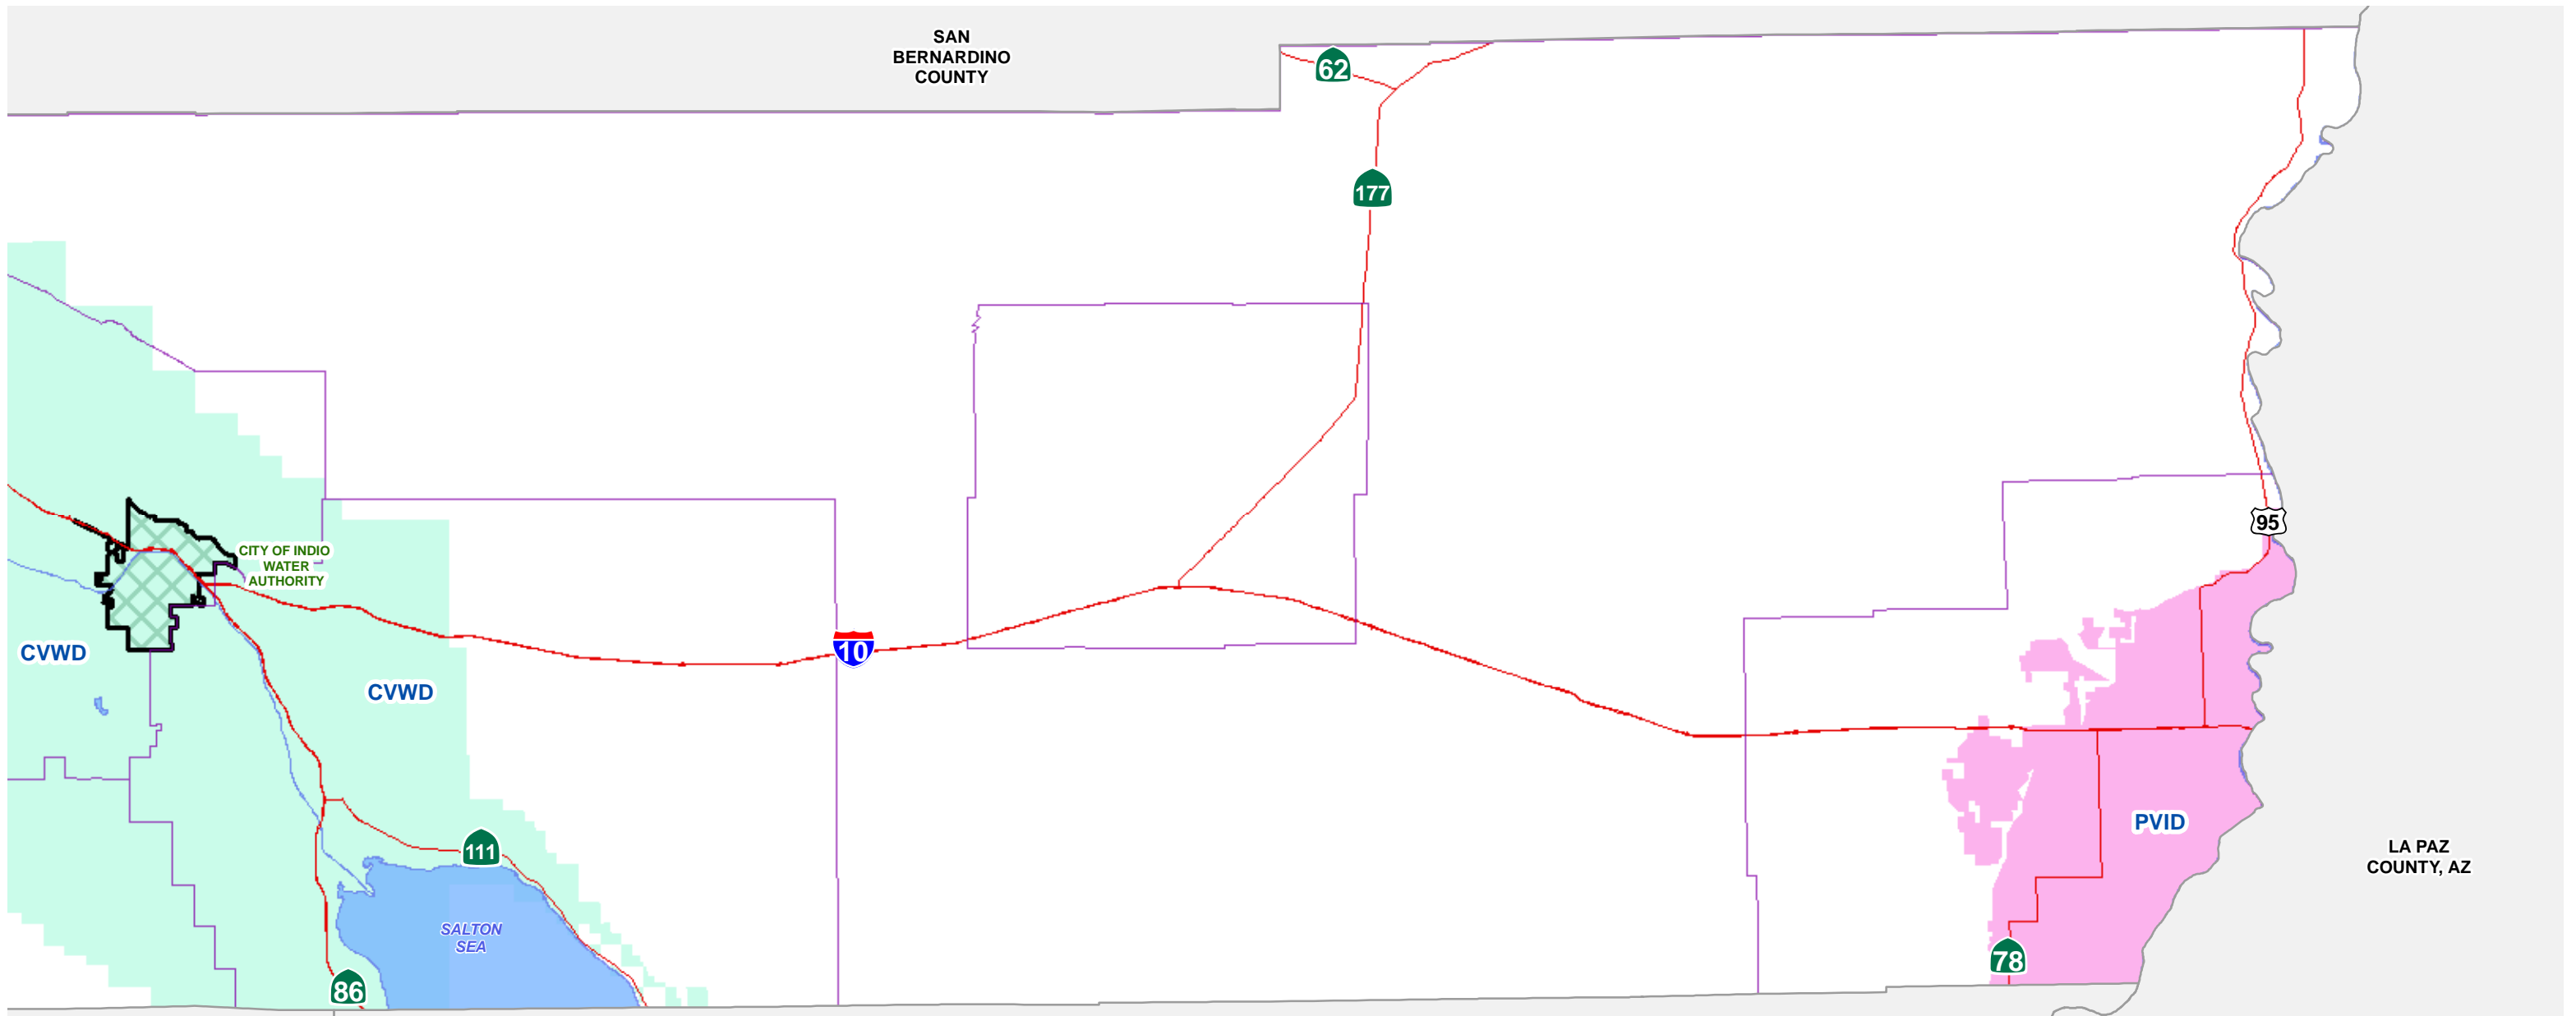 SAN
BERNARDINO
COUNTY
62
177
95
CITY OF INDIO
WATER
AUTHORITY
10
CVWD
CVWD
111
PVID
LA PAZ
COUNTY, AZ
SALTON
SEA
78
86